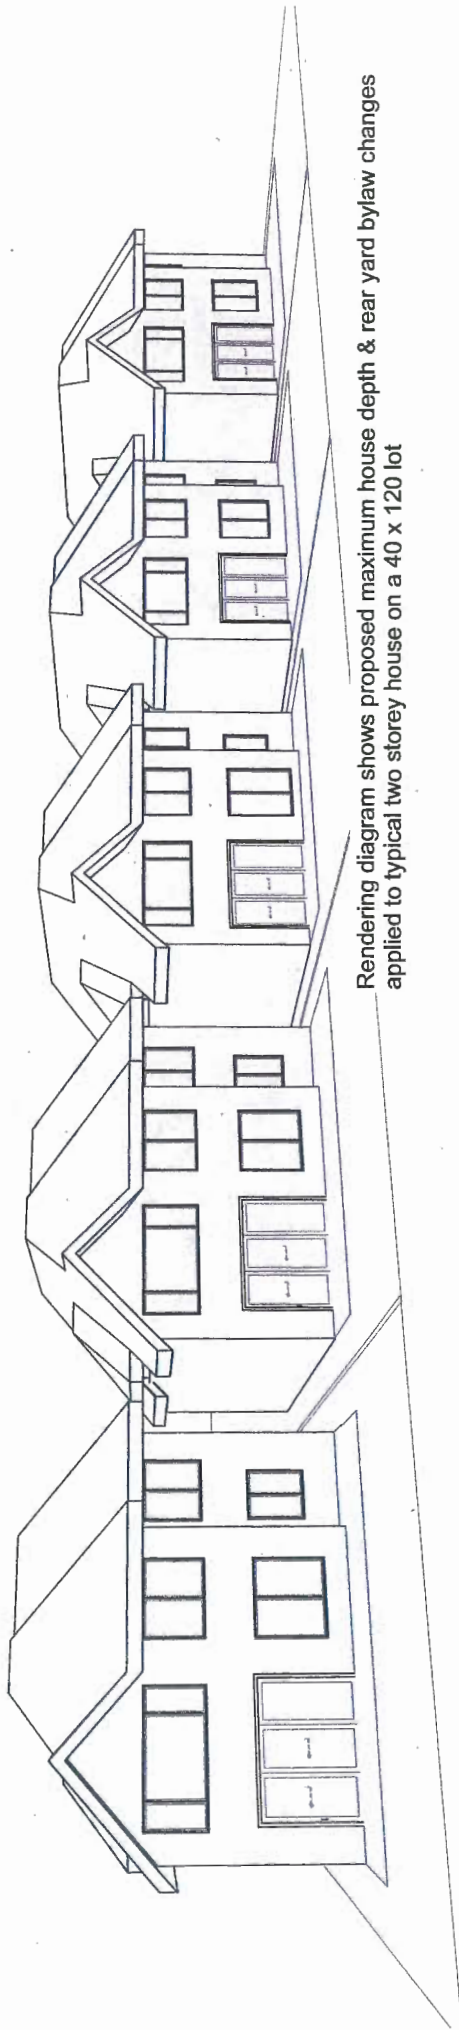 Rendering diagram shows proposed maximum house depth & rear yard bylaw changes
applied to typical two storey house on a 40 x 120 lot